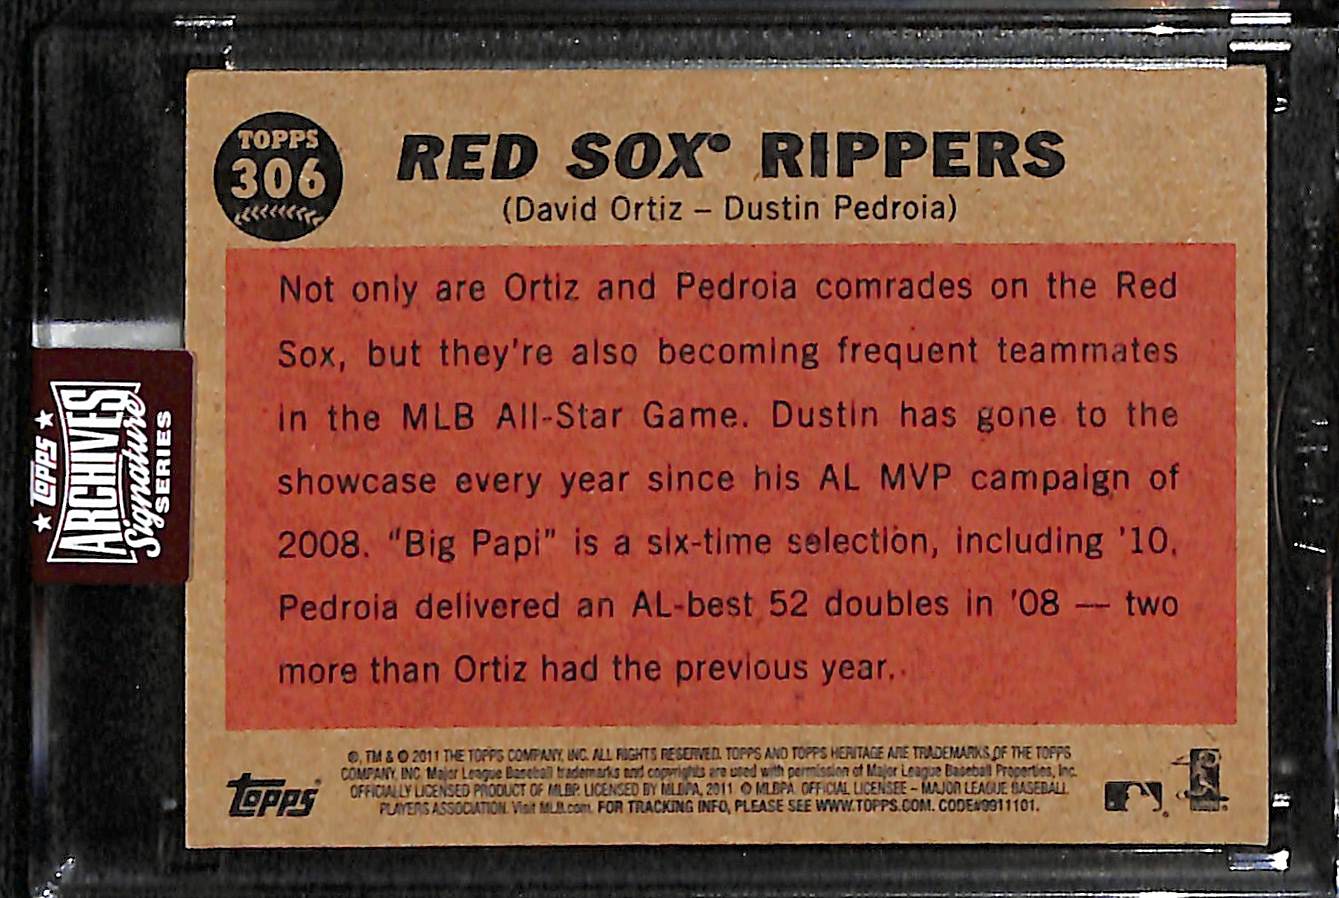 TOPPS
306
RED SOX® RIPPERS
(David Ortiz – Dustin Pedroia)
Not only are Ortiz and Pedroia comrades on the Red
Sox, but they're also becoming frequent teammates
in the MLB All-Star Game. Dustin has gone to the
showcase every year since his AL MVP campaign of
2008. "Big Papi" is a six-time selection, including '10.
Pedroia delivered an AL-best 52 doubles in '08 — two
more than Ortiz had the previous year.
®, TM & © 2011 THE TOPPS COMPANY, INC. ALL RIGHTS RESERVED. TOPPS AND TOPPS HERITAGE ARE TRADEMARKS OF THE TOPPS
COMPANY, INC. Major League Baseball trademarks and copyrights are used with permission of Major League Baseball Properties, Inc.
OFFICIALLY LICENSED PRODUCT OF MLBP. LICENSED BY MLBPA, 2011. © MLBPA. OFFICIAL LICENSEE – MAJOR LEAGUE BASEBALL
PLAYERS ASSOCIATION. Visit MLB.com. FOR TRACKING INFO, PLEASE SEE WWW.TOPPS.COM. CODE#9911101.
Topps
★ Topps ★
ARCHIVES
Signature
SERIES